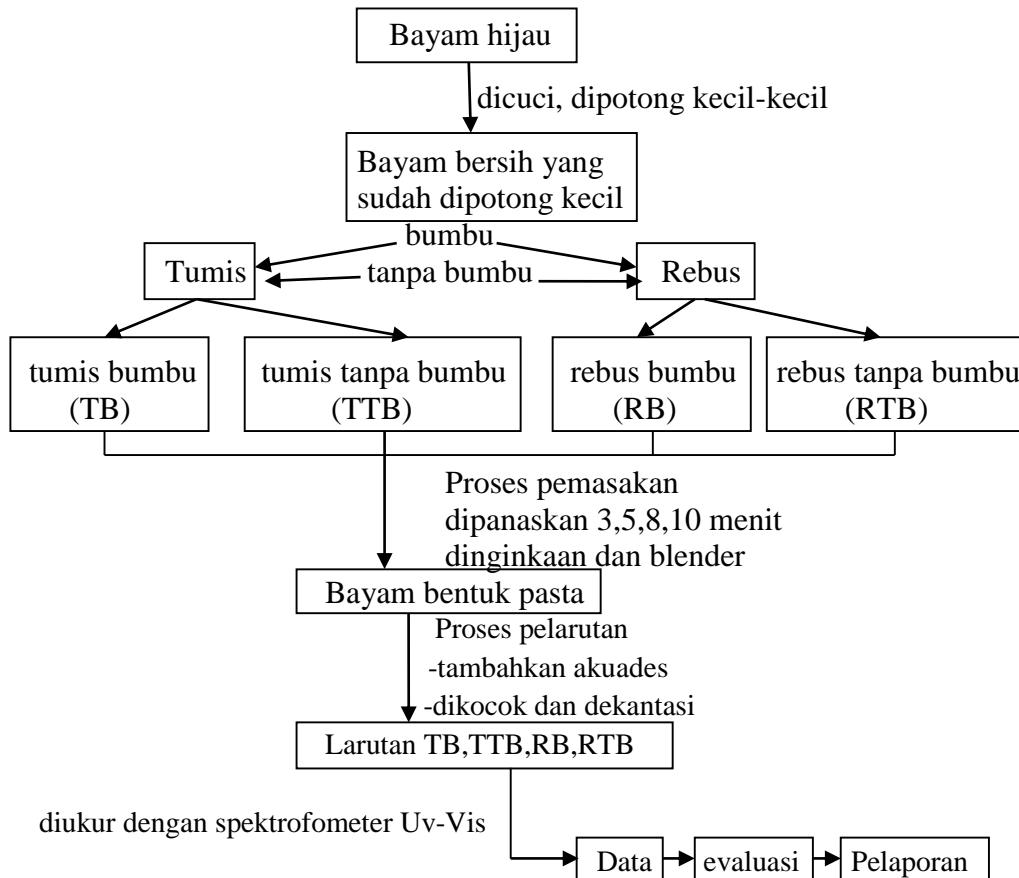 Bayam hijau
dicuci, dipotong kecil-kecil
Bayam bersih yang
sudah dipotong kecil
bumbu
Tumis
tanpa bumbu
Rebus
tumis bumbu
(TB)
tumis tanpa bumbu
(TTB)
rebus bumbu
(RB)
rebus tanpa bumbu
(RTB)
Proses pemasakan
dipanaskan 3,5,8,10 menit
dinginkaan dan blender
Bayam bentuk pasta
Proses pelarutan
-tambahkan akuades
-dikocok dan dekantasi
Larutan TB,TTB,RB,RTB
diukur dengan spektrofometer Uv-Vis
Data
evaluasi
Pelaporan